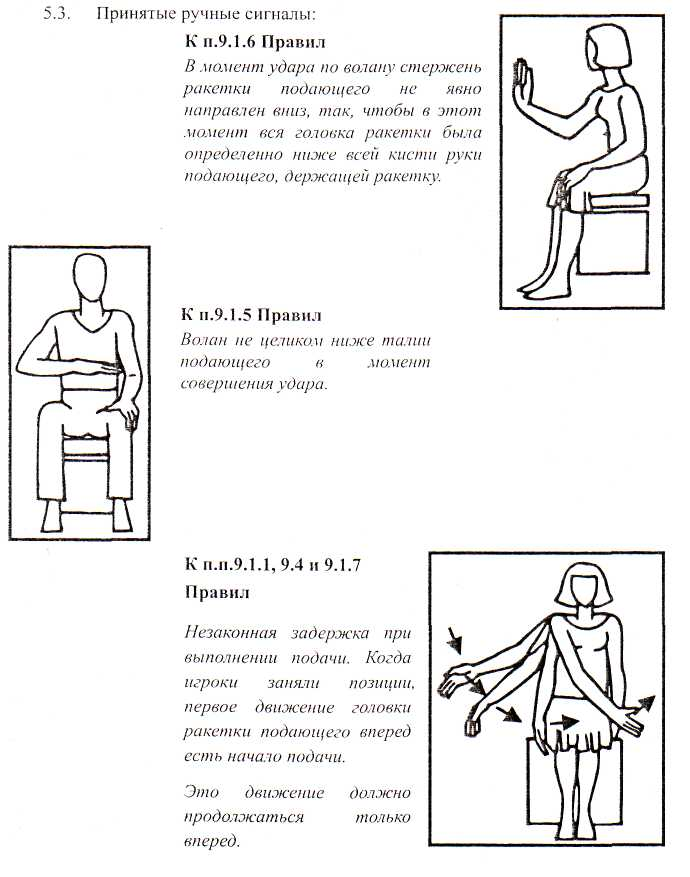 5.3. Принятые ручные сигналы:
К п.9.1.6 Правил
В момент удара по волану стержень
ракетки подающего не явно
направлен вниз, так, чтобы в этот
момент вся головка ракетки была
определенно ниже всей кисти руки
подающего, держащей ракетку.
К п.9.1.5 Правил
Волан не целиком ниже талии
подающего в момент
совершения удара.
К п.п.9.1.1, 9.4 и 9.1.7
Правил
Незаконная задержка при
выполнении подачи. Когда
игроки заняли позиции,
первое движение головки
ракетки подающего вперед
есть начало подачи.
Это движение должно
продолжаться только
вперед.